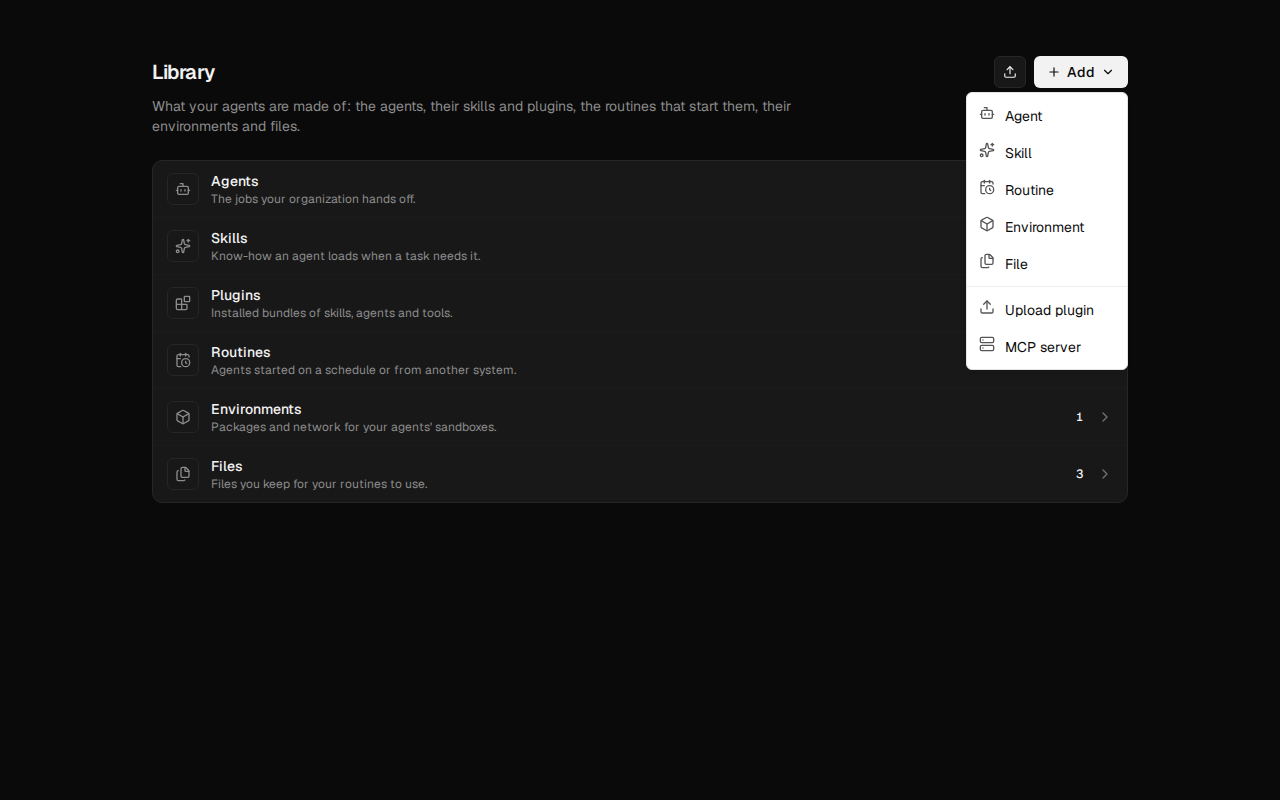 Library
Add
What your agents are made of: the agents, their skills and plugins, the routines that start them, their
environments and files.
Agent
Skill
Routine
Environment
File
Upload plugin
MCP server
Agents
The jobs your organization hands off.
Skills
Know-how an agent loads when a task needs it.
Plugins
Installed bundles of skills, agents and tools.
Routines
Agents started on a schedule or from another system.
Environments
Packages and network for your agents' sandboxes.
1
Files
Files you keep for your routines to use.
3